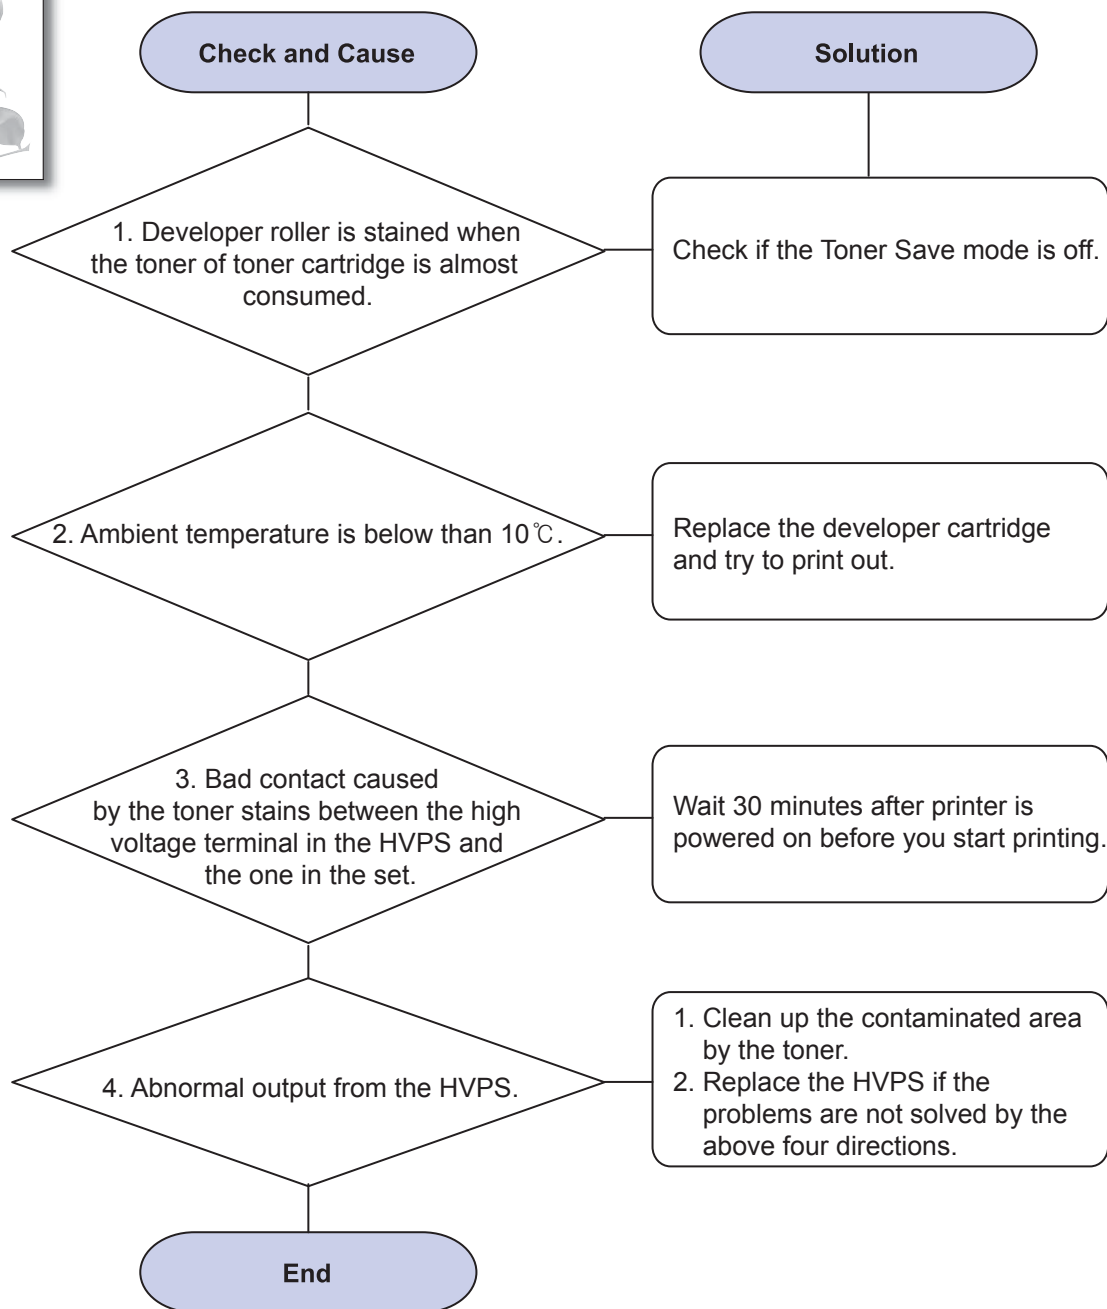 Check and Cause
Solution
1. Developer roller is stained when
the toner of toner cartridge is almost
consumed.
Check if the Toner Save mode is off.
2. Ambient temperature is below than 10℃.
Replace the developer cartridge
and try to print out.
3. Bad contact caused
by the toner stains between the high
voltage terminal in the HVPS and
the one in the set.
Wait 30 minutes after printer is
powered on before you start printing.
4. Abnormal output from the HVPS.
1. Clean up the contaminated area
by the toner.
2. Replace the HVPS if the
problems are not solved by the
above four directions.
End